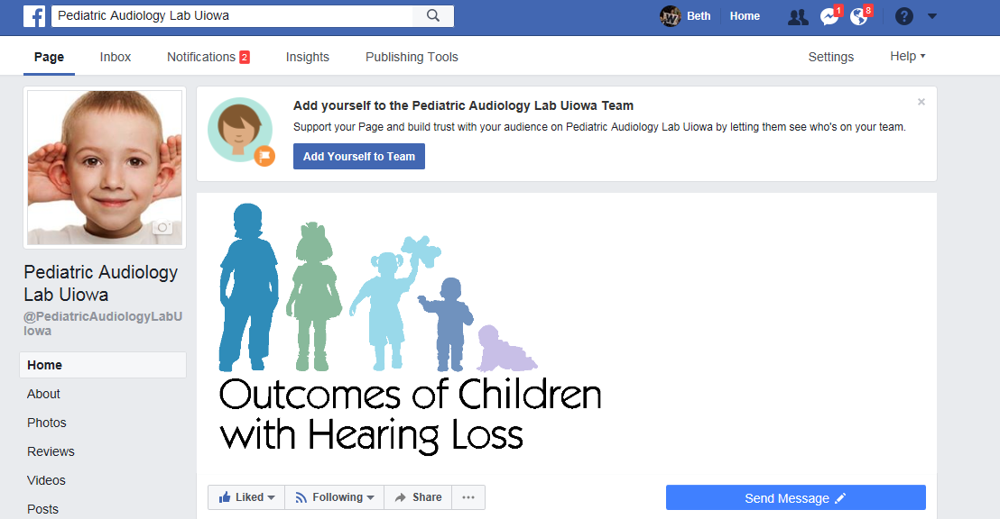 Pediatric Audiology Lab Uiowa
Beth
Home
1
8
?
Page
Inbox
Notifications 2
Insights
Publishing Tools
Settings
Help
Add yourself to the Pediatric Audiology Lab Uiowa Team
Support your Page and build trust with your audience on Pediatric Audiology Lab Uiowa by letting them see who's on your team.
Add Yourself to Team
Pediatric Audiology
Lab Uiowa
@PediatricAudiologyLabU
iowa
Home
About
Photos
Reviews
Videos
Posts
Outcomes of Children
with Hearing Loss
Liked
Following
Share
...
Send Message